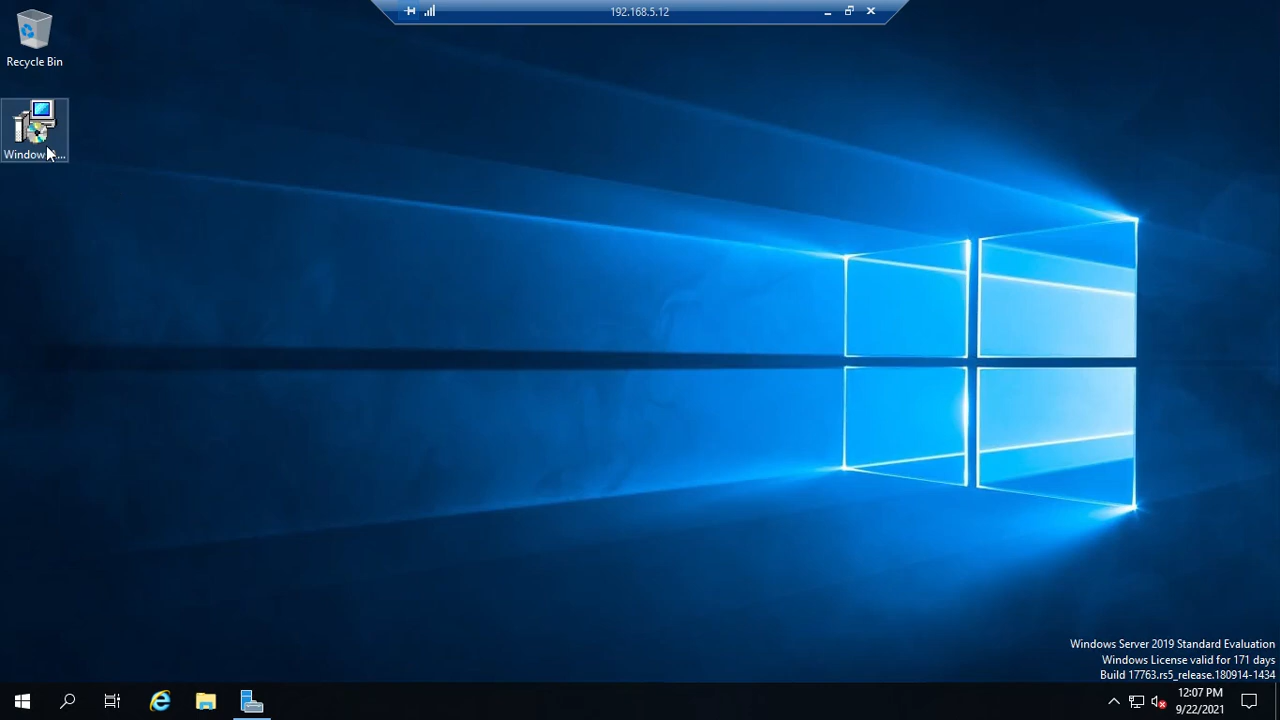 192.168.5.12
Recycle Bin
Window
Windows Server 2019 Standard Evaluation
Windows License valid for 171 days
Build 17763.rs5_release.180914-1434
12:07 PM
9/22/2021